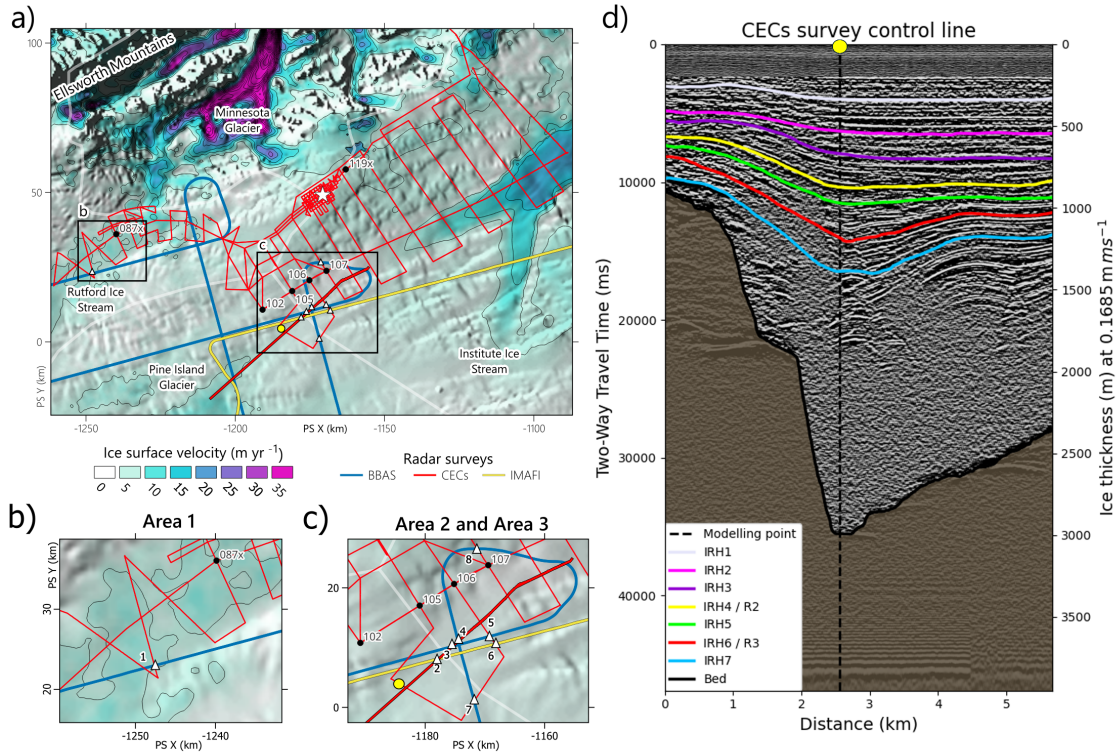 a)
100
50
0
PS Y (km)
Ellsworth Mountains
Minnesota
Glacier
119x
b
087x
c
107
106
102
105
Rutford Ice
Stream
Pine Island
Glacier
Institute Ice
Stream
-1250
-1200
PS X (km)
-1150
-1100
Ice surface velocity (m yr -1)
0 5 10 15 20 25 30 35
Radar surveys
BBAS CECs IMAFI
b)
Area 1
PS Y (km)
30
20
087x
1
-1250
-1240
PS X (km)
c)
Area 2 and Area 3
20
0
8
107
106
105
102
4
5
3
6
2
7
-1180
PS X (km)
-1160
d)
CECs survey control line
Two-Way Travel Time (ms)
0
10000
20000
30000
40000
Modelling point
IRH1
IRH2
IRH3
IRH4 / R2
IRH5
IRH6 / R3
IRH7
Bed
0 1 2 3 4 5
Distance (km)
0
500
1000
1500
2000
2500
3000
3500
Ice thickness (m) at 0.1685 m ms⁻¹